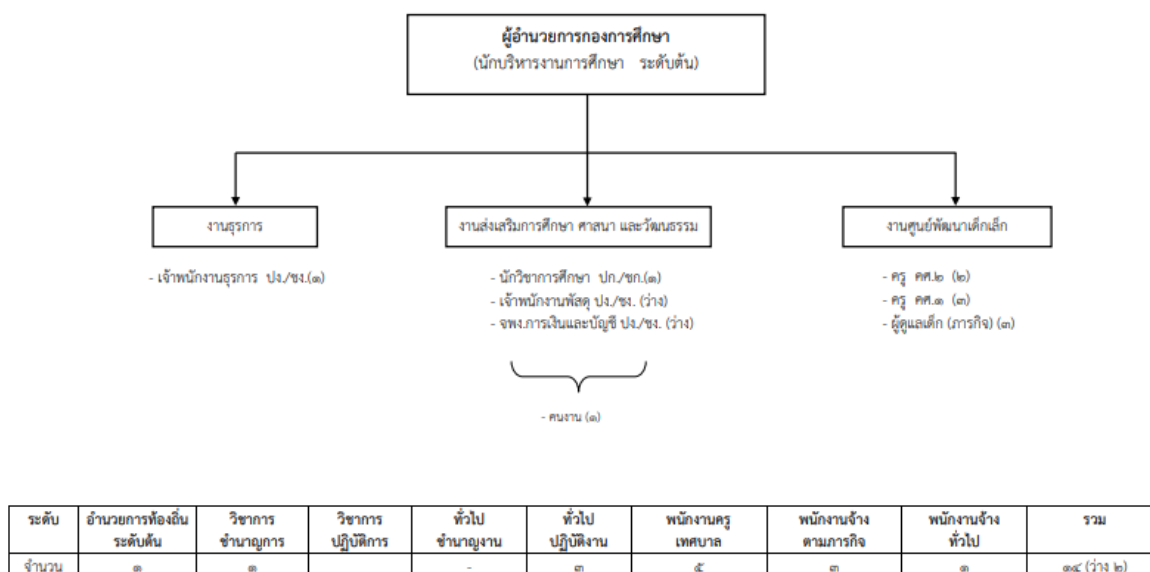 ผู้อำนวยการกองการศึกษา
(นักบริหารงานการศึกษา ระดับต้น)
งานธุรการ
งานส่งเสริมการศึกษา ศาสนา และวัฒนธรรม
งานศูนย์พัฒนาเด็กเล็ก
- เจ้าพนักงานธุรการ ปง./ชง.(๑)
- นักวิชาการศึกษา ปก./ชก.(๑)
- เจ้าพนักงานพัสดุ ปง./ชง. (ว่าง)
- จพง.การเงินและบัญชี ปง./ชง. (ว่าง)
- ครู คศ.๒ (๒)
- ครู คศ.๑ (๓)
- ผู้ดูแลเด็ก (ภารกิจ) (๓)
- คนงาน (๑)
ระดับ อำนวยการท้องถิ่น วิชาการ วิชาการ ทั่วไป ทั่วไป พนักงานครู พนักงานจ้าง พนักงานจ้าง รวม
ระดับต้น ชำนาญการ ปฏิบัติการ ชำนาญงาน ปฏิบัติงาน เทศบาล ตามภารกิจ ทั่วไป
จำนวน ๑ ๑ - ๓ ๕ ๓ ๑ ๑๔ (ว่าง ๒)